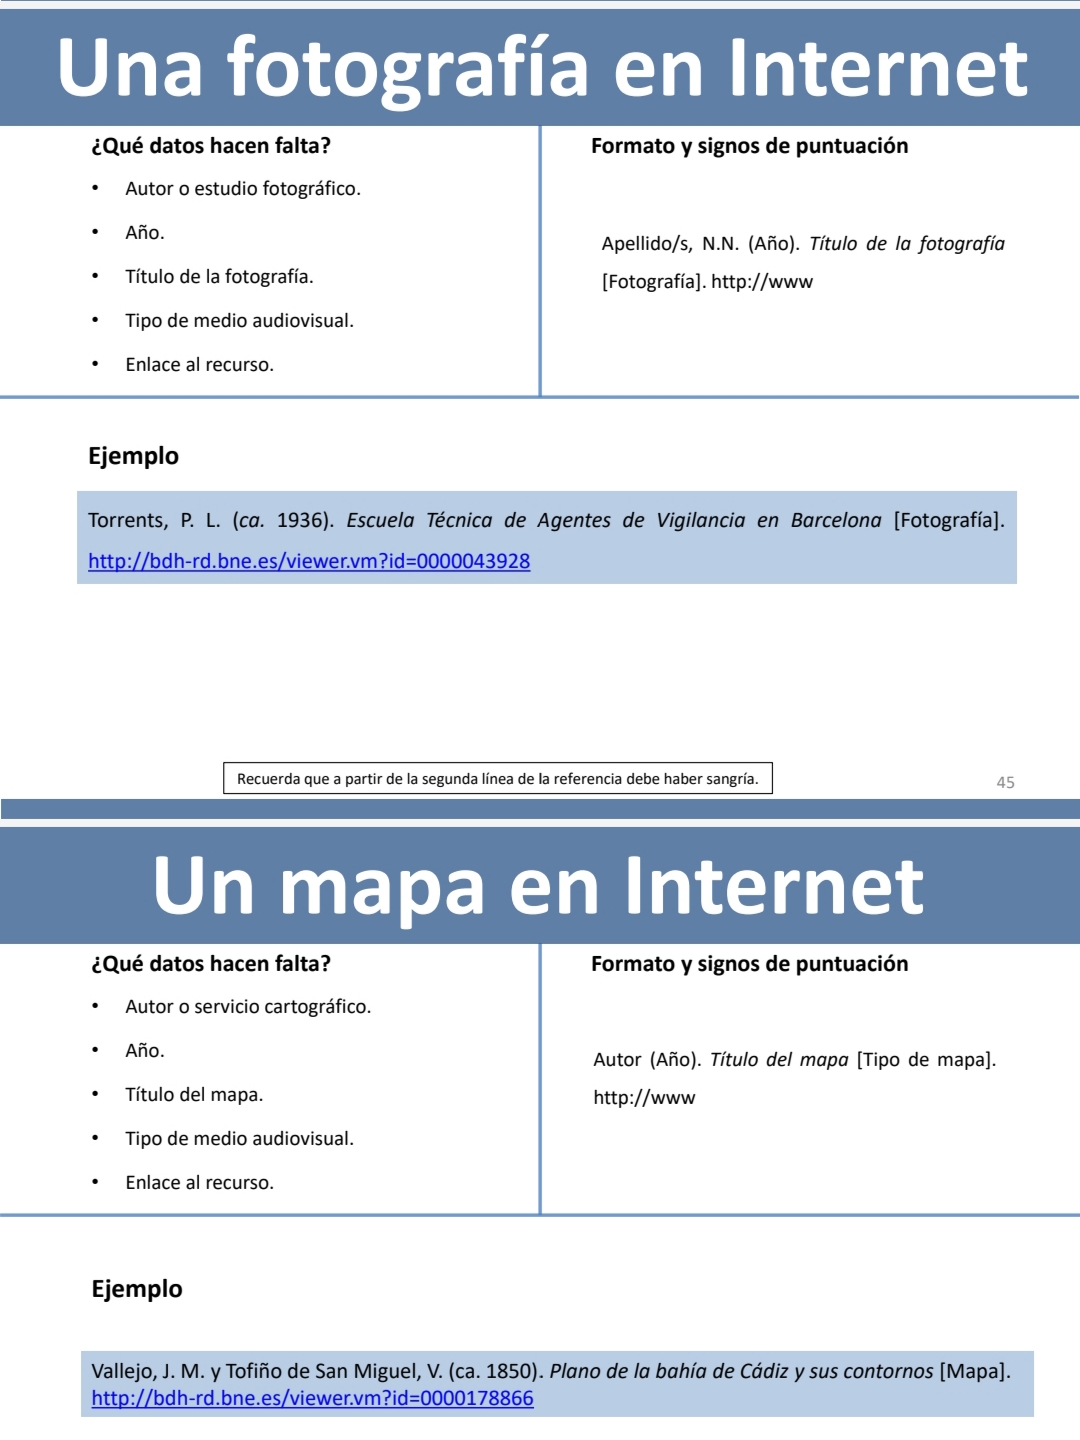 Una fotografía en Internet
¿Qué datos hacen falta?
• Autor o estudio fotográfico.
• Año.
• Título de la fotografía.
• Tipo de medio audiovisual.
• Enlace al recurso.
Formato y signos de puntuación
Apellido/s, N.N. (Año). Título de la fotografía
[Fotografía]. http://www
Ejemplo
Torrents, P. L. (ca. 1936). Escuela Técnica de Agentes de Vigilancia en Barcelona [Fotografía].
http://bdh-rd.bne.es/viewer.vm?id=0000043928
Recuerda que a partir de la segunda línea de la referencia debe haber sangría.
45
Un mapa en Internet
¿Qué datos hacen falta?
• Autor o servicio cartográfico.
• Año.
• Título del mapa.
• Tipo de medio audiovisual.
• Enlace al recurso.
Formato y signos de puntuación
Autor (Año). Título del mapa [Tipo de mapa].
http://www
Ejemplo
Vallejo, J. M. y Tofiño de San Miguel, V. (ca. 1850). Plano de la bahía de Cádiz y sus contornos [Mapa].
http://bdh-rd.bne.es/viewer.vm?id=0000178866